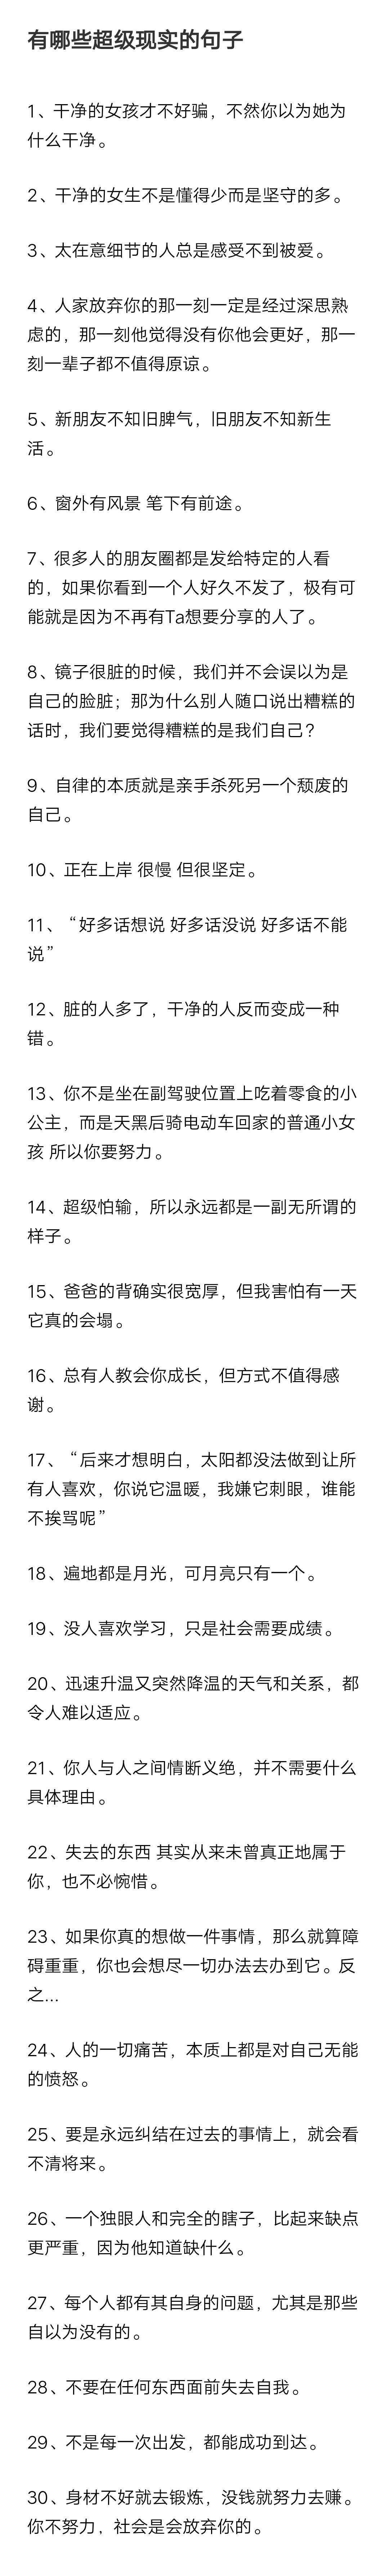 有哪些超级现实的句子
1、干净的女孩才不好骗，不然你以为她为
什么干净。
2、干净的女生不是懂得少而是坚守的多。
3、太在意细节的人总是感受不到被爱。
4、人家放弃你的那一刻一定是经过深思熟
虑的，那一刻他觉得没有你他会更好，那一
刻一辈子都不值得原谅。
5、新朋友不知旧脾气，旧朋友不知新生
活。
6、窗外有风景 笔下有前途。
7、很多人的朋友圈都是发给特定的人看
的，如果你看到一个人好久不发了，极有可
能就是因为不再有Ta想要分享的人了。
8、镜子很脏的时候，我们并不会误以为是
自己的脸脏；那为什么别人随口说出糟糕的
话时，我们要觉得糟糕的是我们自己？
9、自律的本质就是亲手杀死另一个颓废的
自己。
10、正在上岸 很慢 但很坚定。
11、“好多话想说 好多话没说 好多话不能
说”
12、脏的人多了，干净的人反而变成一种
错。
13、你不是坐在副驾驶位置上吃着零食的小
公主，而是天黑后骑电动车回家的普通小女
孩 所以你要努力。
14、超级怕输，所以永远都是一副无所谓的
样子。
15、爸爸的背确实很宽厚，但我害怕有一天
它真的会塌。
16、总有人教会你成长，但方式不值得感
谢。
17、“后来才想明白，太阳都没法做到让所
有人喜欢，你说它温暖，我嫌它刺眼，谁能
不挨骂呢”
18、遍地都是月光，可月亮只有一个。
19、没人喜欢学习，只是社会需要成绩。
20、迅速升温又突然降温的天气和关系，都
令人难以适应。
21、你人与人之间情断义绝，并不需要什么
具体理由。
22、失去的东西 其实从来未曾真正地属于
你，也不必惋惜。
23、如果你真的想做一件事情，那么就算障
碍重重，你也会想尽一切办法去办到它。反
之...
24、人的一切痛苦，本质上都是对自己无能
的愤怒。
25、要是永远纠结在过去的事情上，就会看
不清将来。
26、一个独眼人和完全的瞎子，比起来缺点
更严重，因为他知道缺什么。
27、每个人都有其自身的问题，尤其是那些
自以为没有的。
28、不要在任何东西面前失去自我。
29、不是每一次出发，都能成功到达。
30、身材不好就去锻炼，没钱就努力去赚。
你不努力，社会是会放弃你的。